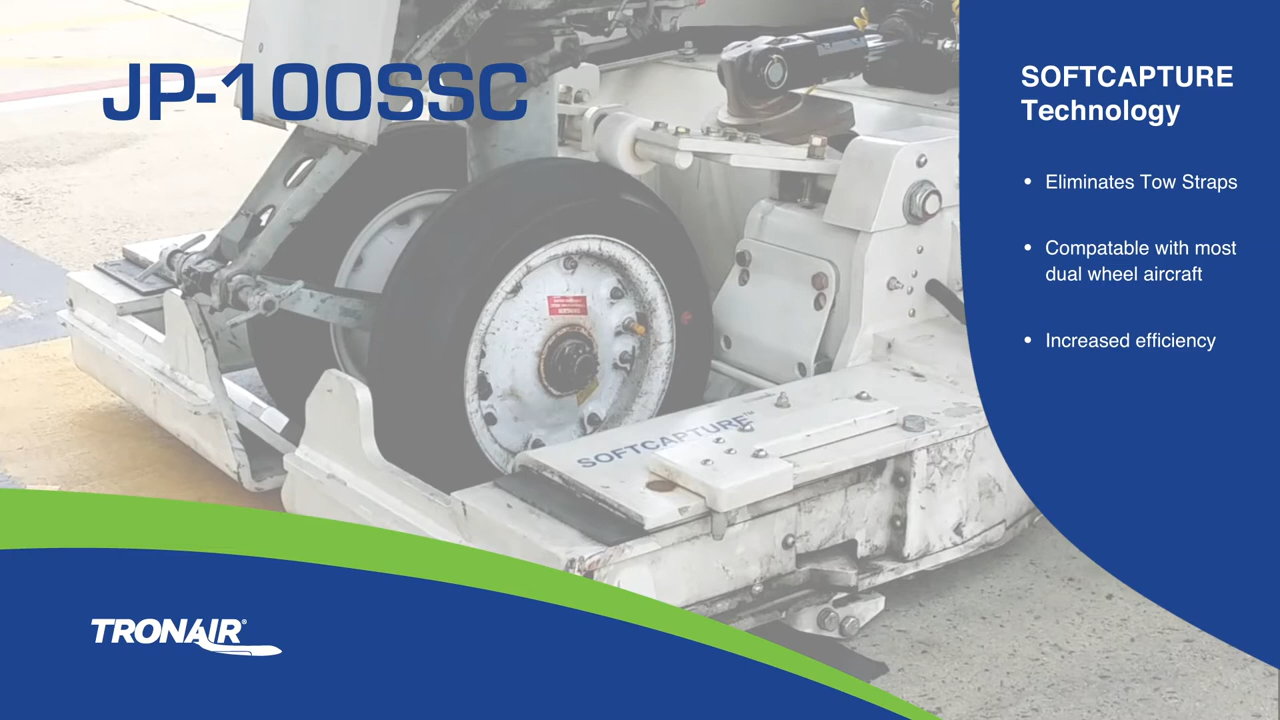 JP-100SSC
SOFTCAPTURE
Technology
• Eliminates Tow Straps
• Compatable with most
dual wheel aircraft
• Increased efficiency
SOFTCAPTURE™
TRONAIR®